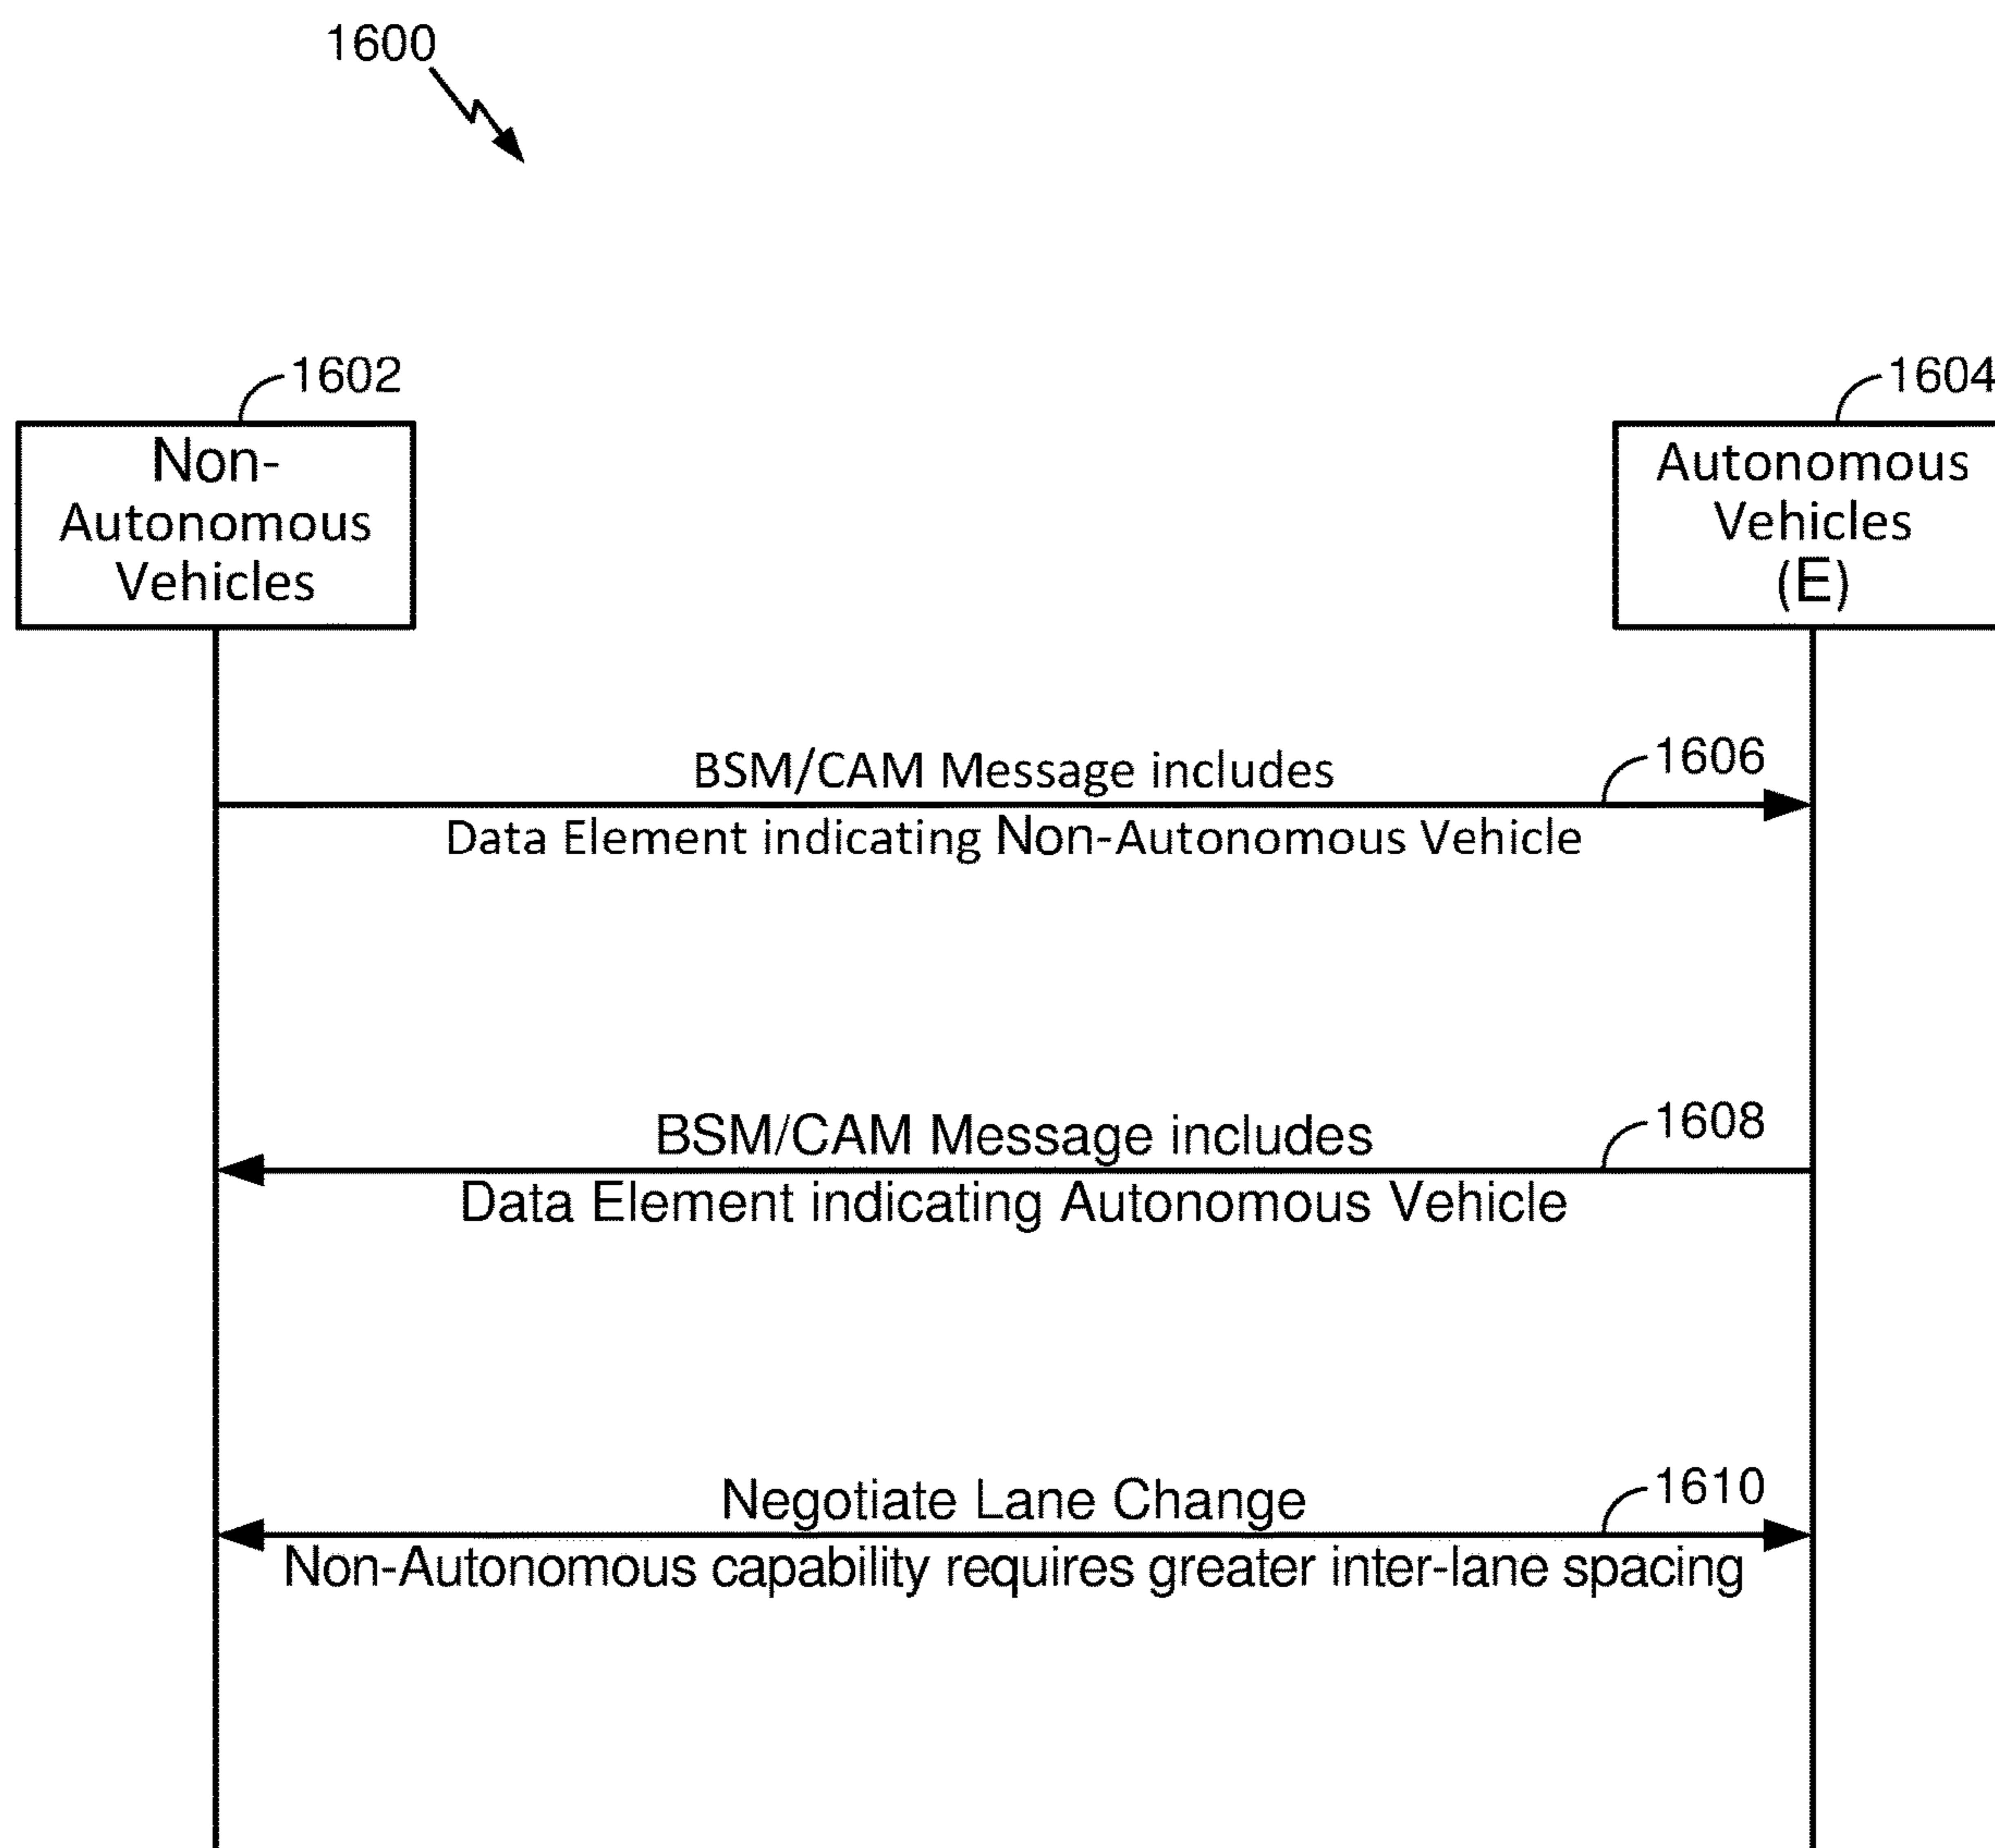 1600
1602
1604
Non-
Autonomous
Vehicles
Autonomous
Vehicles
(E)
BSM/CAM Message includes
1606
Data Element indicating Non-Autonomous Vehicle
BSM/CAM Message includes
1608
Data Element indicating Autonomous Vehicle
Negotiate Lane Change
1610
Non-Autonomous capability requires greater inter-lane spacing